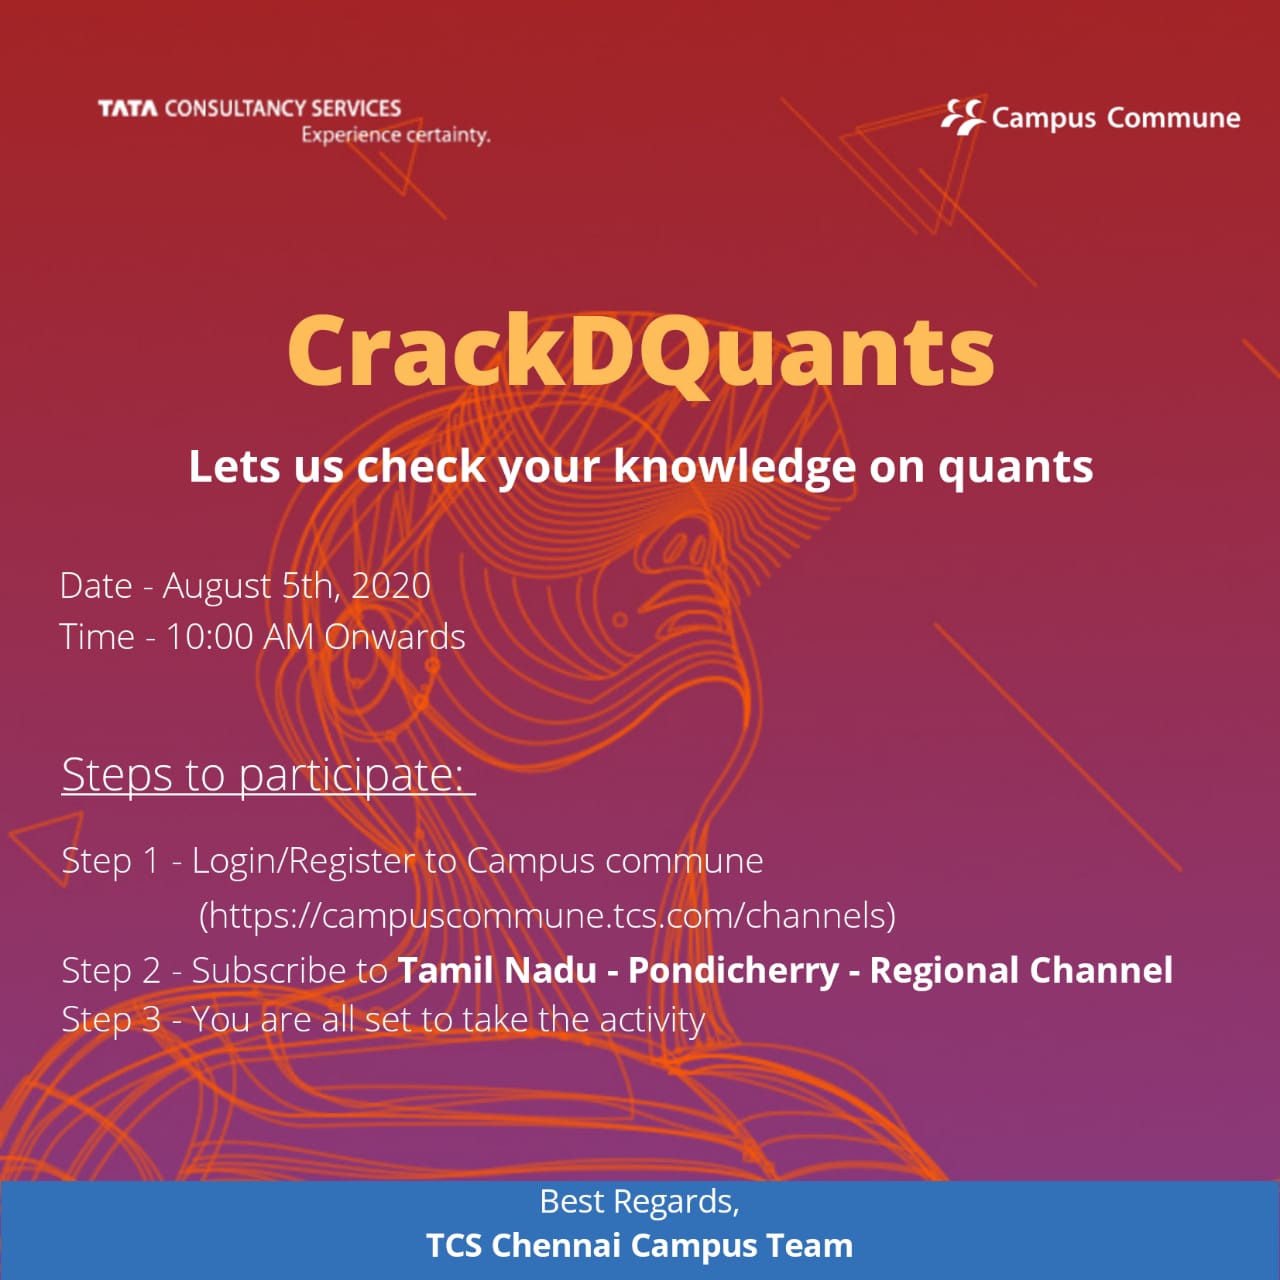 TATA CONSULTANCY SERVICES
Experience certainty.
Campus Commune
CrackDQuants
Lets us check your knowledge on quants
Date - August 5th, 2020
Time - 10:00 AM Onwards
Steps to participate:
Step 1 - Login/Register to Campus commune
(https://campuscommune.tcs.com/channels)
Step 2 - Subscribe to Tamil Nadu - Pondicherry - Regional Channel
Step 3 - You are all set to take the activity
Best Regards,
TCS Chennai Campus Team